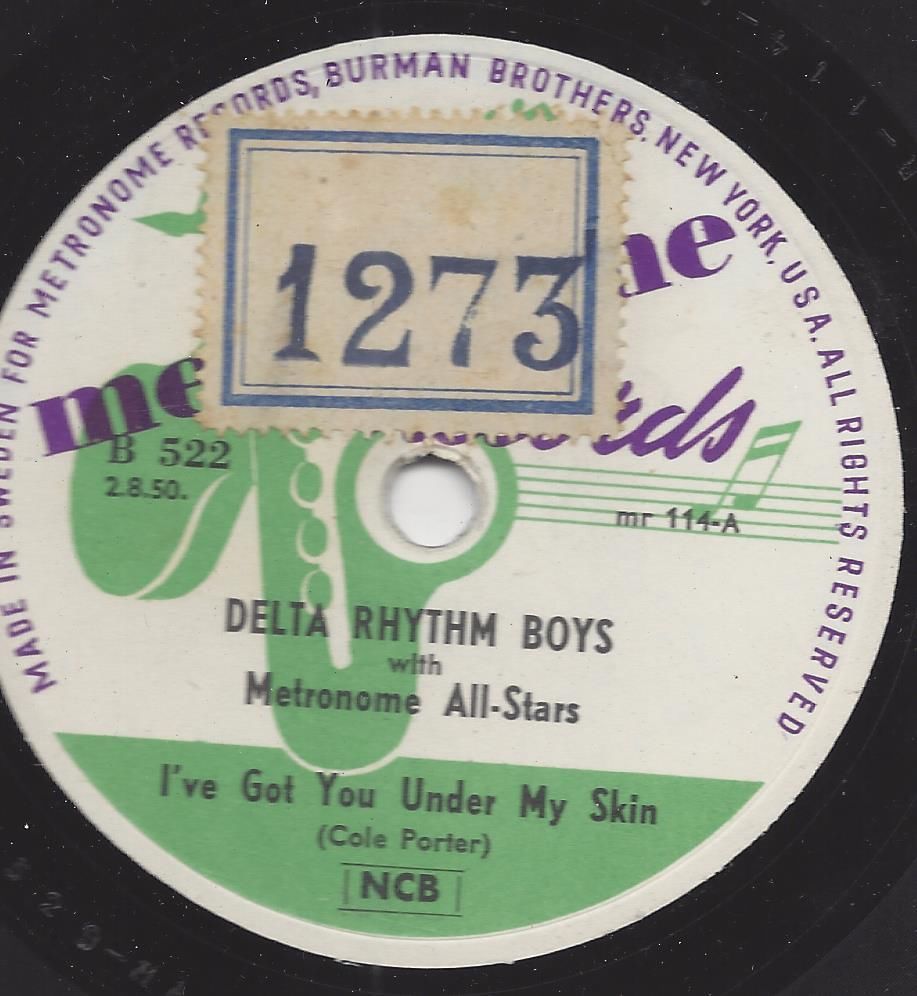 MADE IN SWEDEN FOR METRONOME RECORDS, BURMAN BROTHERS, NEW YORK, U.S.A. ALL RIGHTS RESERVED
1273
B 522
2.8.50.
mr 114-A
DELTA RHYTHM BOYS
with
Metronome All-Stars
I've Got You Under My Skin
(Cole Porter)
NCB